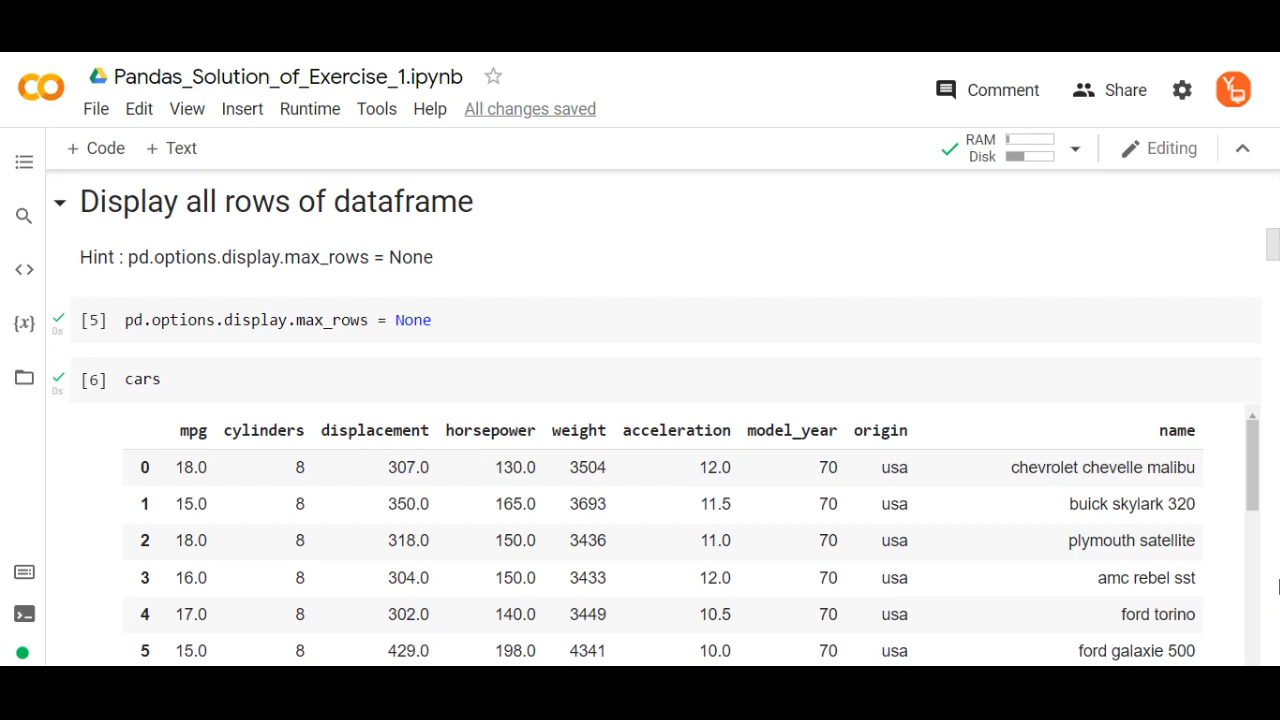 Pandas_Solution_of_Exercise_1.ipynb
Comment Share
File Edit View Insert Runtime Tools Help All changes saved
+ Code + Text RAM Disk Editing
Display all rows of dataframe
Hint : pd.options.display.max_rows = None
[5] pd.options.display.max_rows = None
0s
{x}
[6] cars
0s
mpg cylinders displacement horsepower weight acceleration model_year origin name
0 18.0 8 307.0 130.0 3504 12.0 70 usa chevrolet chevelle malibu
1 15.0 8 350.0 165.0 3693 11.5 70 usa buick skylark 320
2 18.0 8 318.0 150.0 3436 11.0 70 usa plymouth satellite
3 16.0 8 304.0 150.0 3433 12.0 70 usa amc rebel sst
4 17.0 8 302.0 140.0 3449 10.5 70 usa ford torino
5 15.0 8 429.0 198.0 4341 10.0 70 usa ford galaxie 500